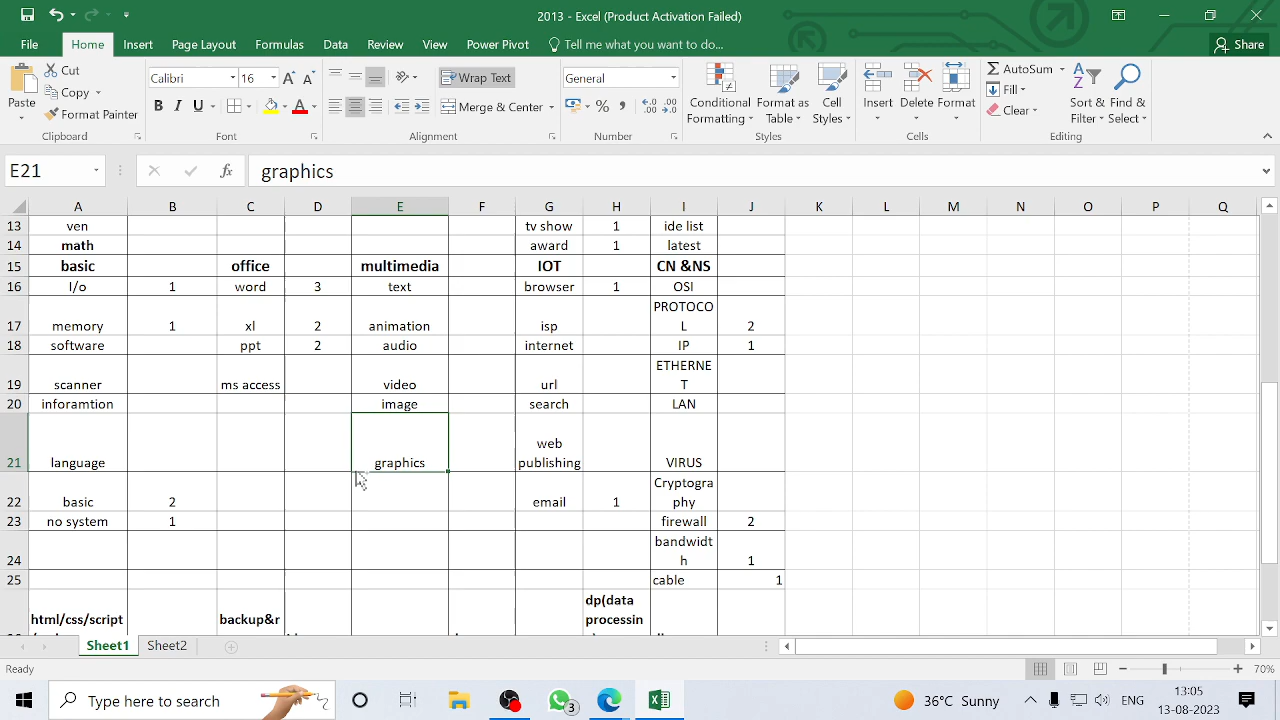 2013 - Excel (Product Activation Failed)
File Home Insert Page Layout Formulas Data Review View Power Pivot Tell me what you want to do... Share
Paste
Cut
Copy
Format Painter
Clipboard
Calibri 16
B I U
Font
Wrap Text
Merge & Center
Alignment
General
Number
Conditional Formatting
Format as Table
Cell Styles
Styles
Insert Delete Format
Cells
AutoSum
Fill
Clear
Sort & Filter
Find & Select
Editing
E21 fx graphics
A B C D E F G H I J K L M N O P Q
13 ven tv show 1 ide list
14 math award 1 latest
15 basic office multimedia IOT CN &NS
16 I/o 1 word 3 text browser 1 OSI
PROTOCO
17 memory 1 xl 2 animation isp L 2
18 software ppt 2 audio internet IP 1
ETHERNE
19 scanner ms access video url T
20 inforamtion image search LAN
web
21 language graphics publishing VIRUS
Cryptogra
22 basic 2 email 1 phy
23 no system 1 firewall 2
bandwidt
24 h 1
25 cable 1
dp(data
html/css/script backup&r processin
Sheet1 Sheet2
Ready 70%
Type here to search
3
36°C Sunny
ENG
13:05
13-08-2023